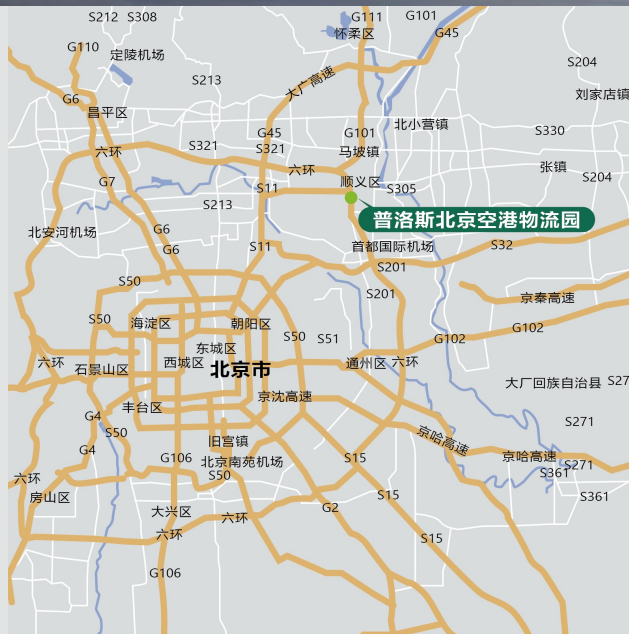 S212
S308
G111
G101
怀柔区
G45
G110
定陵机场
S204
S213
大广高速
刘家店镇
G6
昌平区
北小营镇
G45
G101
S330
六环
S321
S321
马坡镇
张镇
六环
S204
G7
S11
顺义区
S305
S213
普洛斯北京空港物流园
北安河机场
G6
G6
S11
首都国际机场
S32
S201
S50
S201
京秦高速
S50
海淀区
朝阳区
S50
S51
G102
G102
东城区
六环
石景山区
西城区
北京市
通州区
六环
大厂回族自治县
S27
丰台区
京沈高速
G4
S271
S50
旧宫镇
京哈高速
G4
G106
北京南苑机场
S15
京哈高速
S271
六环
S50
S361
房山区
S15
S361
大兴区
六环
G2
六环
S15
G106